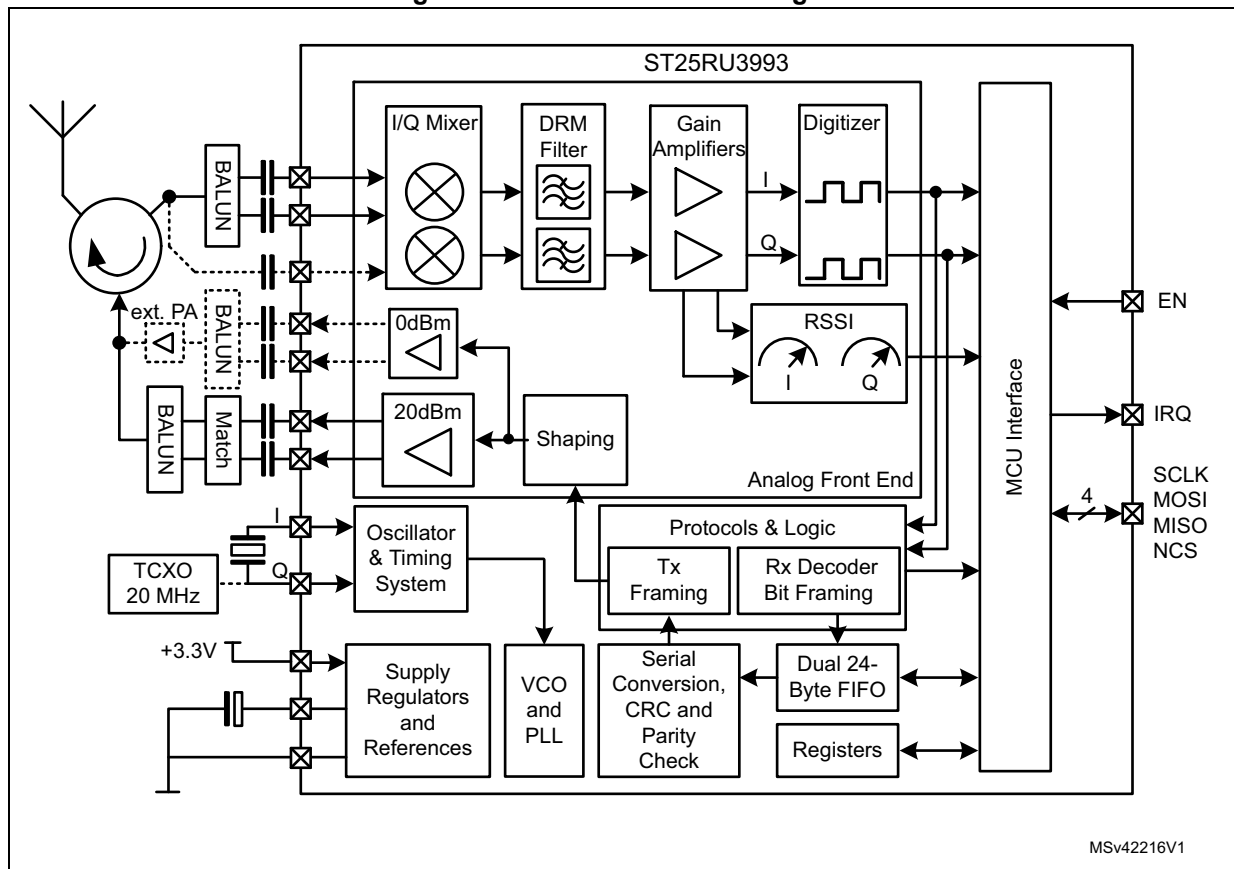 ST25RU3993
I/Q Mixer
DRM
Filter
Gain
Amplifiers
Digitizer
I
Q
BALUN
BALUN
ext. PA
0dBm
RSSI
I
Q
20dBm
Shaping
BALUN
Match
Analog Front End
MCU Interface
EN
IRQ
SCLK
MOSI
MISO
NCS
4
I
Q
TCXO
20 MHz
Oscillator
& Timing
System
Protocols & Logic
Tx
Framing
Rx Decoder
Bit Framing
+3.3V
Supply
Regulators
and
References
VCO
and
PLL
Serial
Conversion,
CRC and
Parity
Check
Dual 24-
Byte FIFO
Registers
MSv42216V1